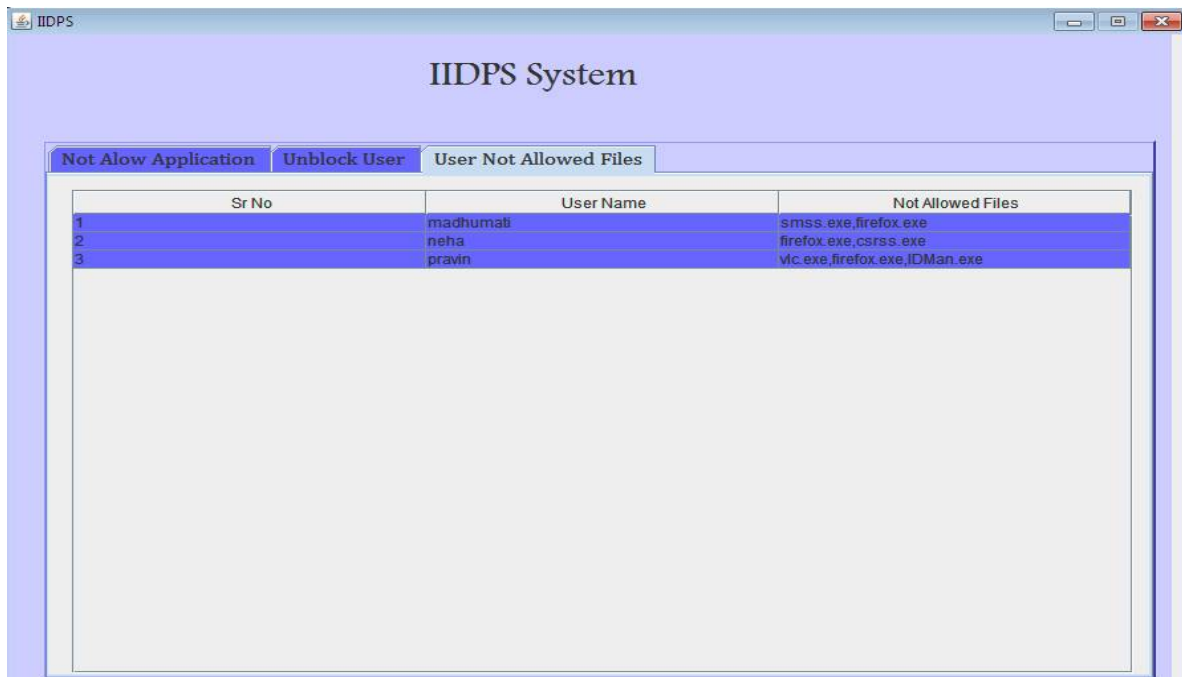 IIDPS
IIDPS System
Not Alow Application Unblock User User Not Allowed Files
Sr No User Name Not Allowed Files
1 madhumati smss.exe,firefox.exe
2 neha firefox.exe,csrss.exe
3 pravin vlc.exe,firefox.exe,IDMan.exe